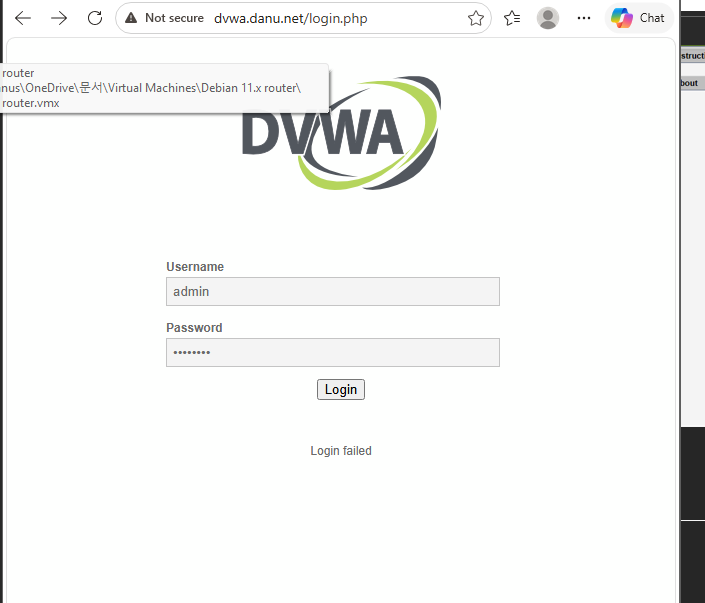 Not secure dvwa.danu.net/login.php Chat
router
nus\OneDrive\문서\Virtual Machines\Debian 11.x router\
router.vmx
structi
bout
DVWA
Username
admin
Password
••••••••
Login
Login failed